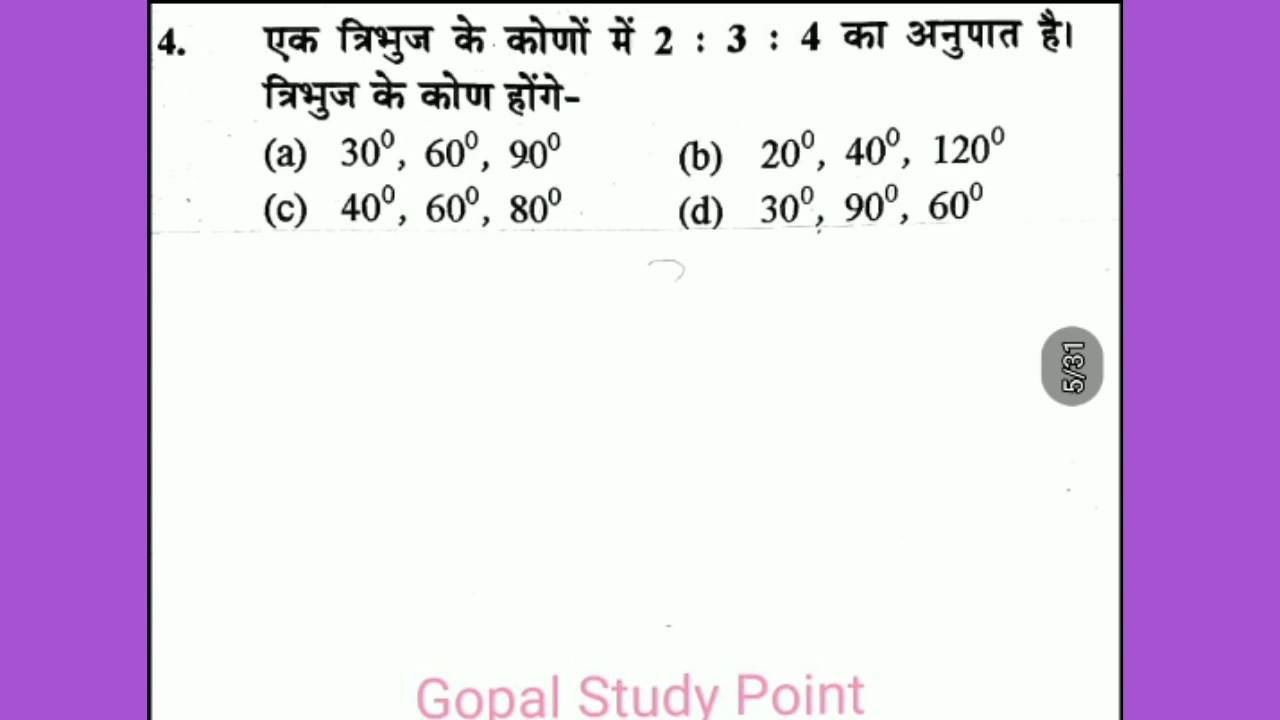 4. एक त्रिभुज के कोणों में 2 : 3 : 4 का अनुपात है।
त्रिभुज के कोण होंगे-
(a) 30⁰, 60⁰, 90⁰ (b) 20⁰, 40⁰, 120⁰
(c) 40⁰, 60⁰, 80⁰ (d) 30⁰, 90⁰, 60⁰
5/31
Gopal Study Point